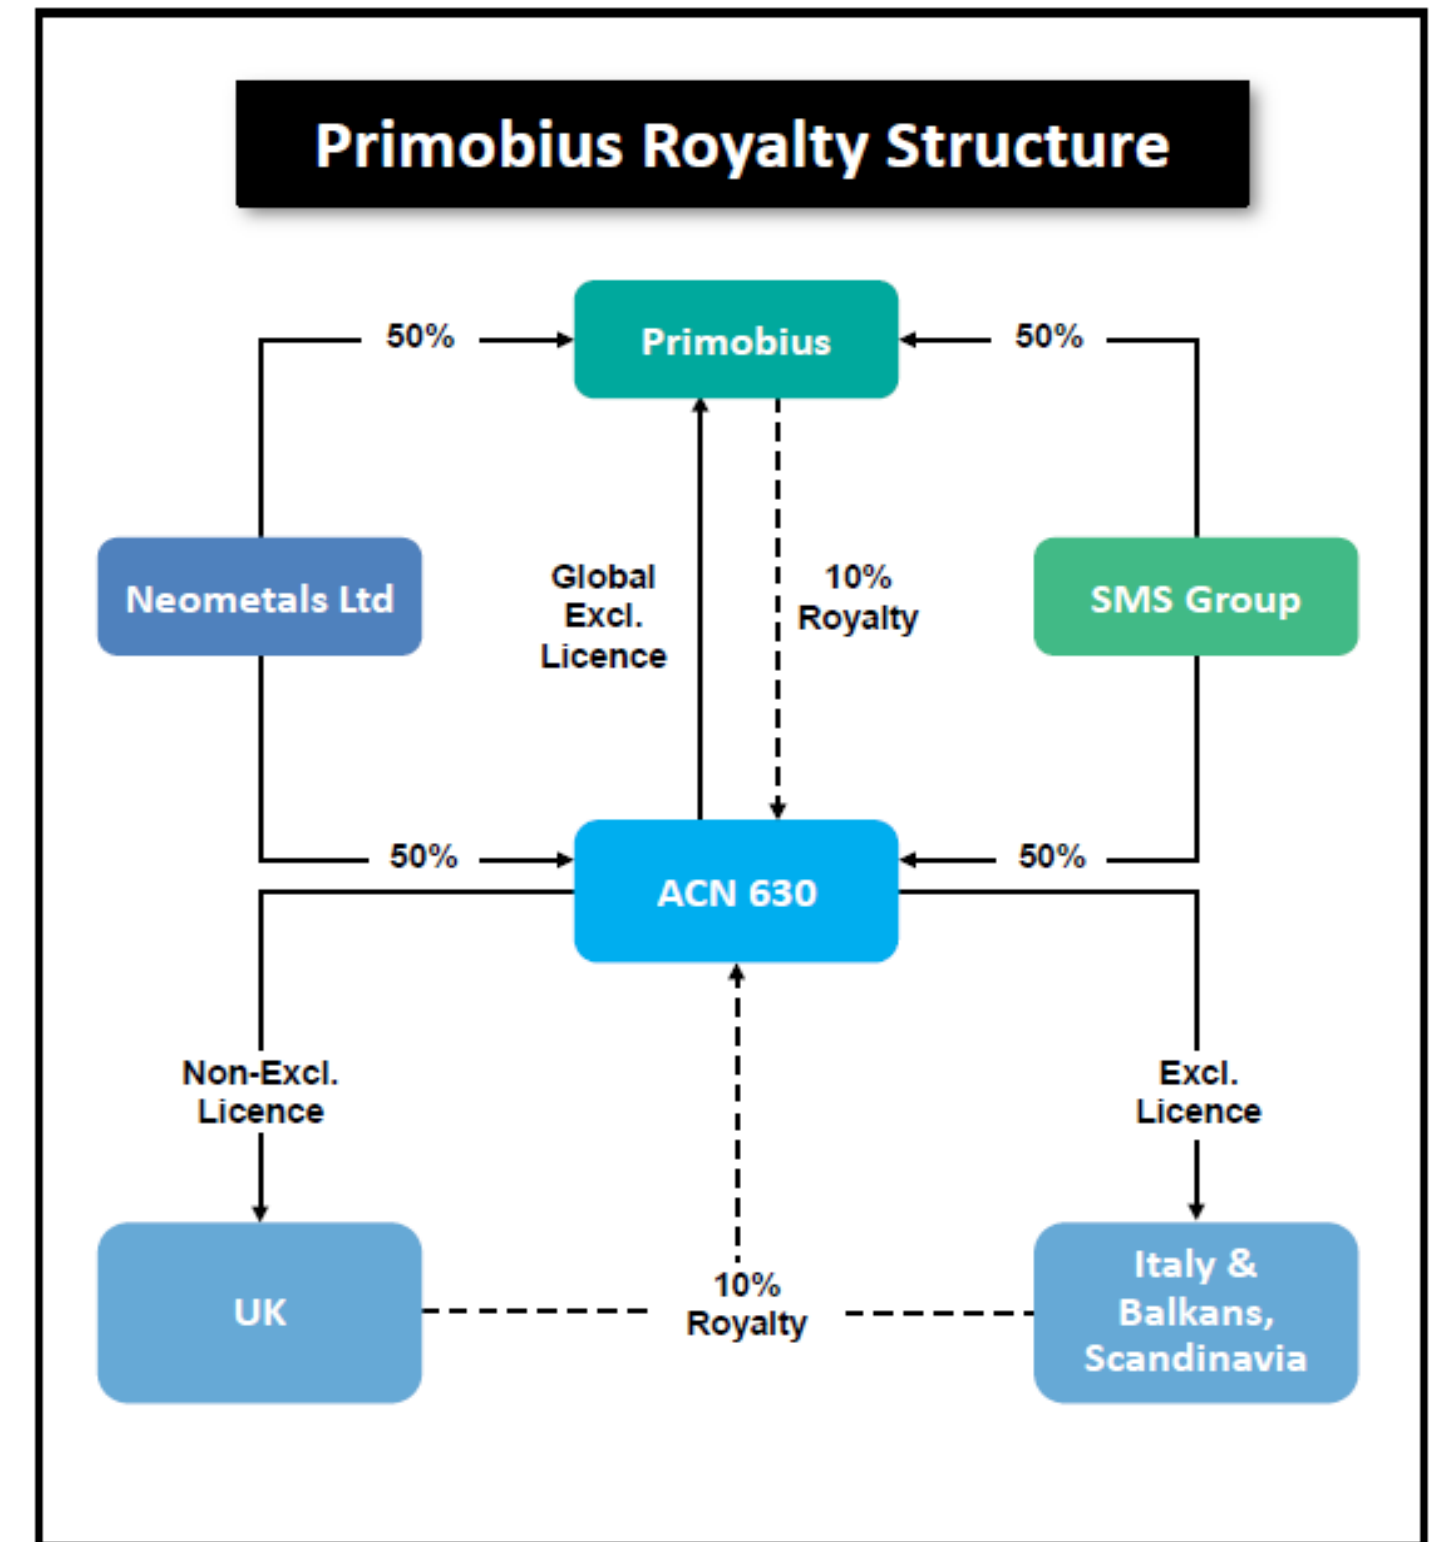 Primobius Royalty Structure
50%
Primobius
50%
Neometals Ltd
Global
Excl.
Licence
10%
Royalty
SMS Group
50%
ACN 630
50%
Non-Excl.
Licence
Excl.
Licence
UK
10%
Royalty
Italy &
Balkans,
Scandinavia